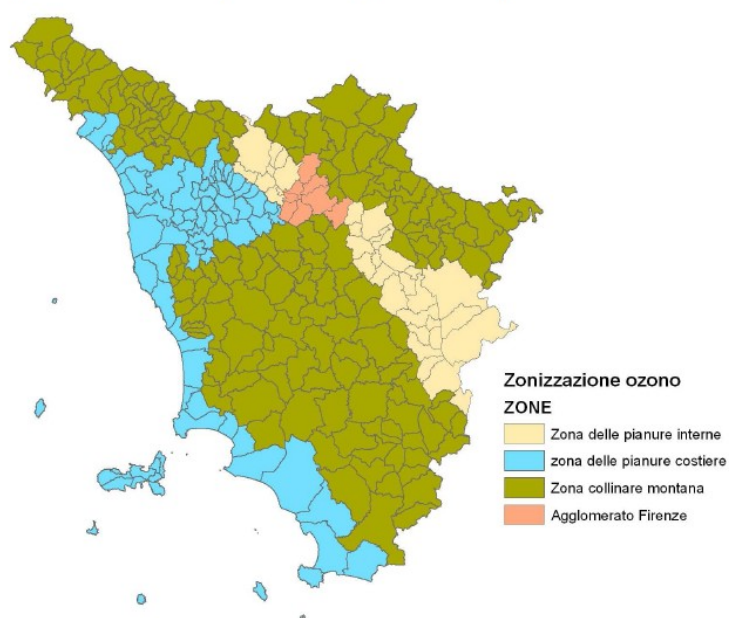 Zonizzazione ozono
ZONE
Zona delle pianure interne
zona delle pianure costiere
Zona collinare montana
Agglomerato Firenze